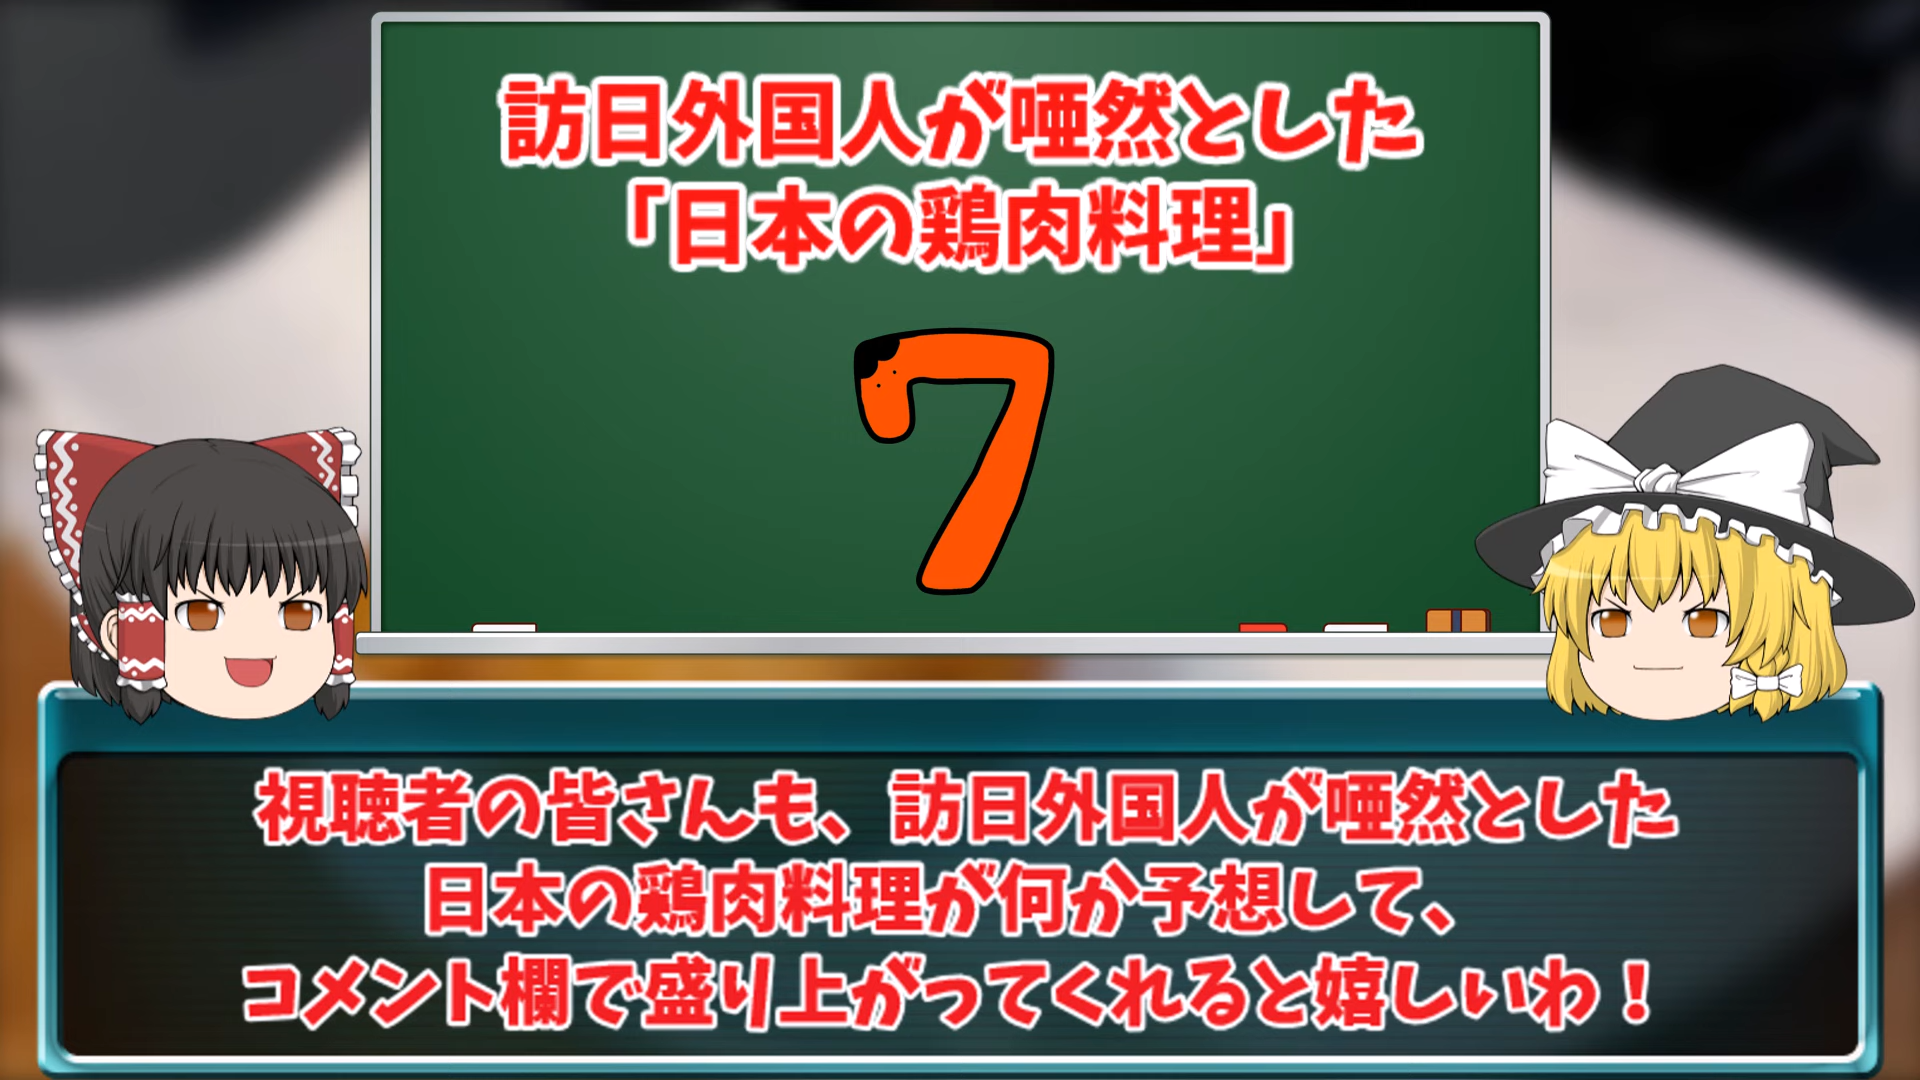 訪日外国人が唖然とした
「日本の鶏肉料理」
7
視聴者の皆さんも、訪日外国人が唖然とした
日本の鶏肉料理が何か予想して、
コメント欄で盛り上がってくれると嬉しいわ！